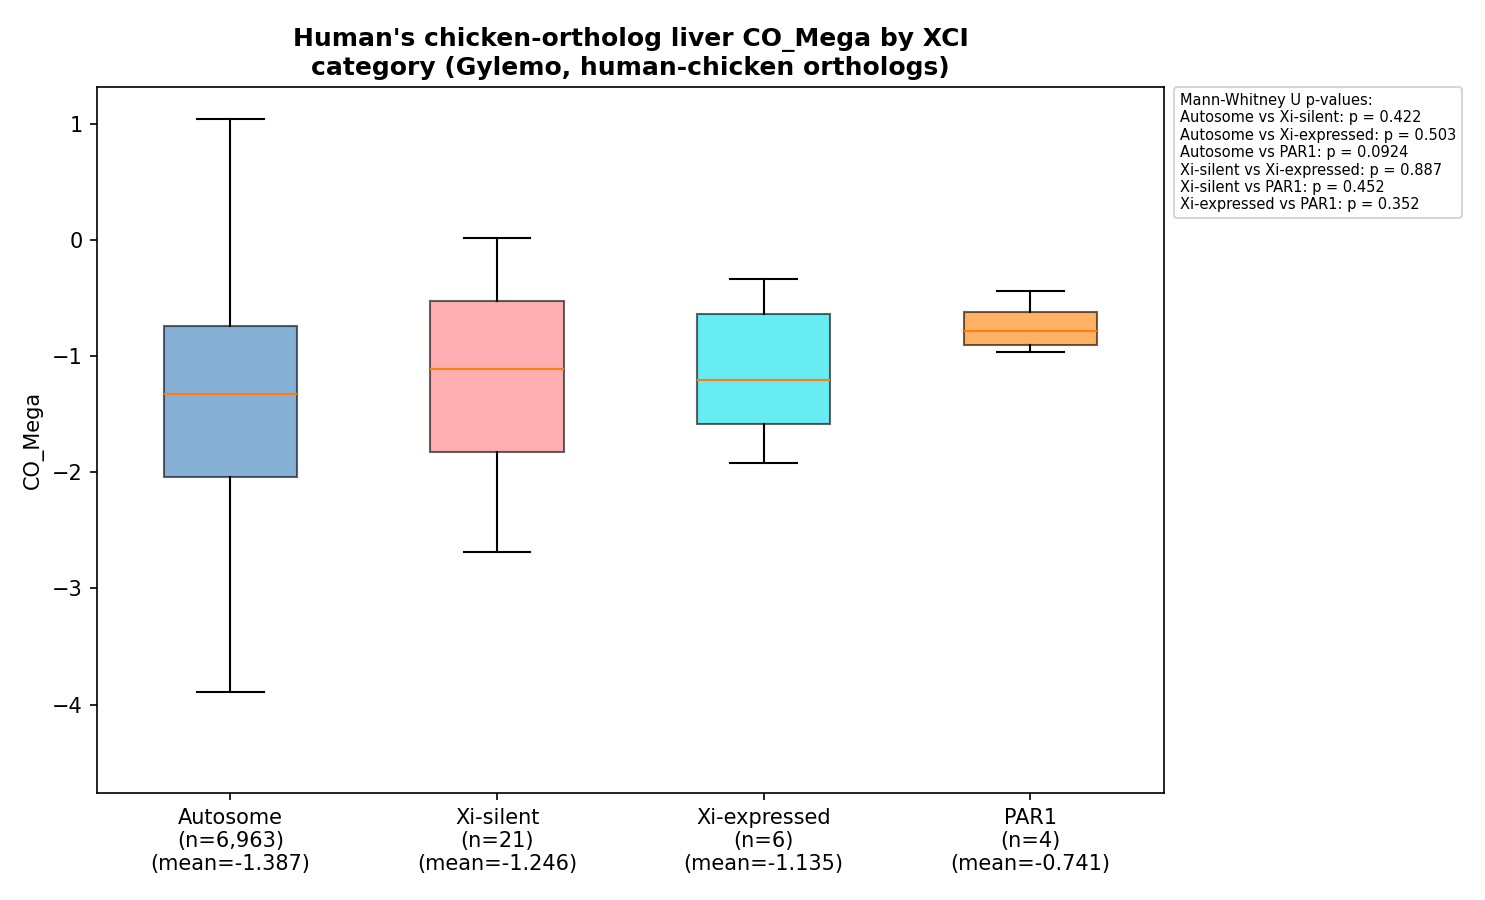 Human's chicken-ortholog liver CO_Mega by XCI
category (Gylemo, human-chicken orthologs)
Mann-Whitney U p-values:
Autosome vs Xi-silent: p = 0.422
Autosome vs Xi-expressed: p = 0.503
Autosome vs PAR1: p = 0.0924
Xi-silent vs Xi-expressed: p = 0.887
Xi-silent vs PAR1: p = 0.452
Xi-expressed vs PAR1: p = 0.352
CO_Mega
1
0
−1
−2
−3
−4
Autosome
(n=6,963)
(mean=-1.387)
Xi-silent
(n=21)
(mean=-1.246)
Xi-expressed
(n=6)
(mean=-1.135)
PAR1
(n=4)
(mean=-0.741)